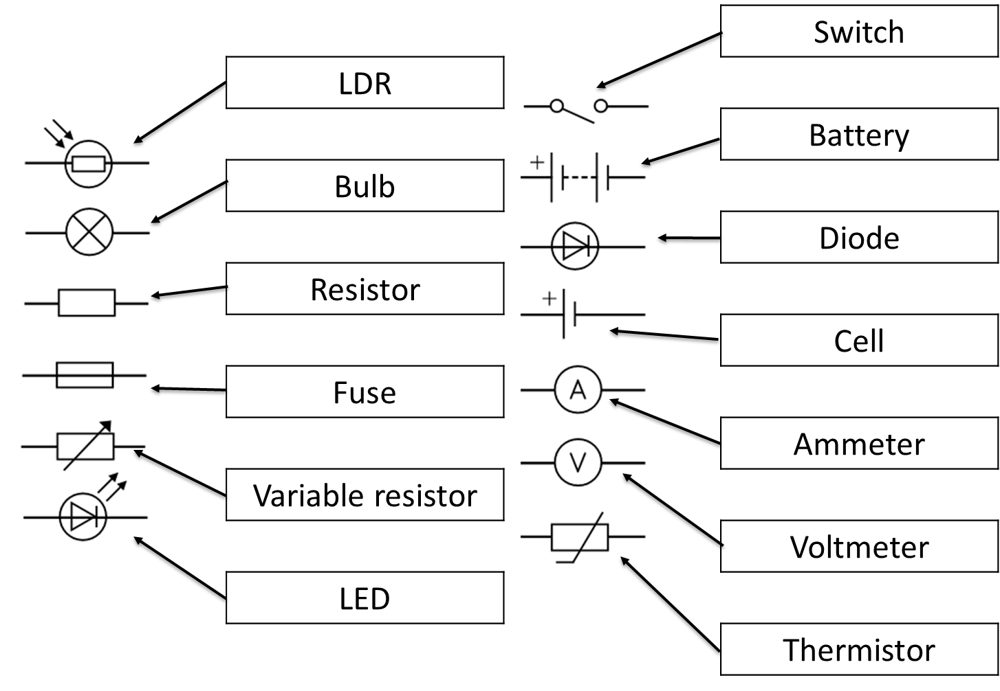 LDR
Bulb
Resistor
Fuse
Variable resistor
LED
Switch
+
Battery
Diode
+
Cell
A
Ammeter
V
Voltmeter
Thermistor